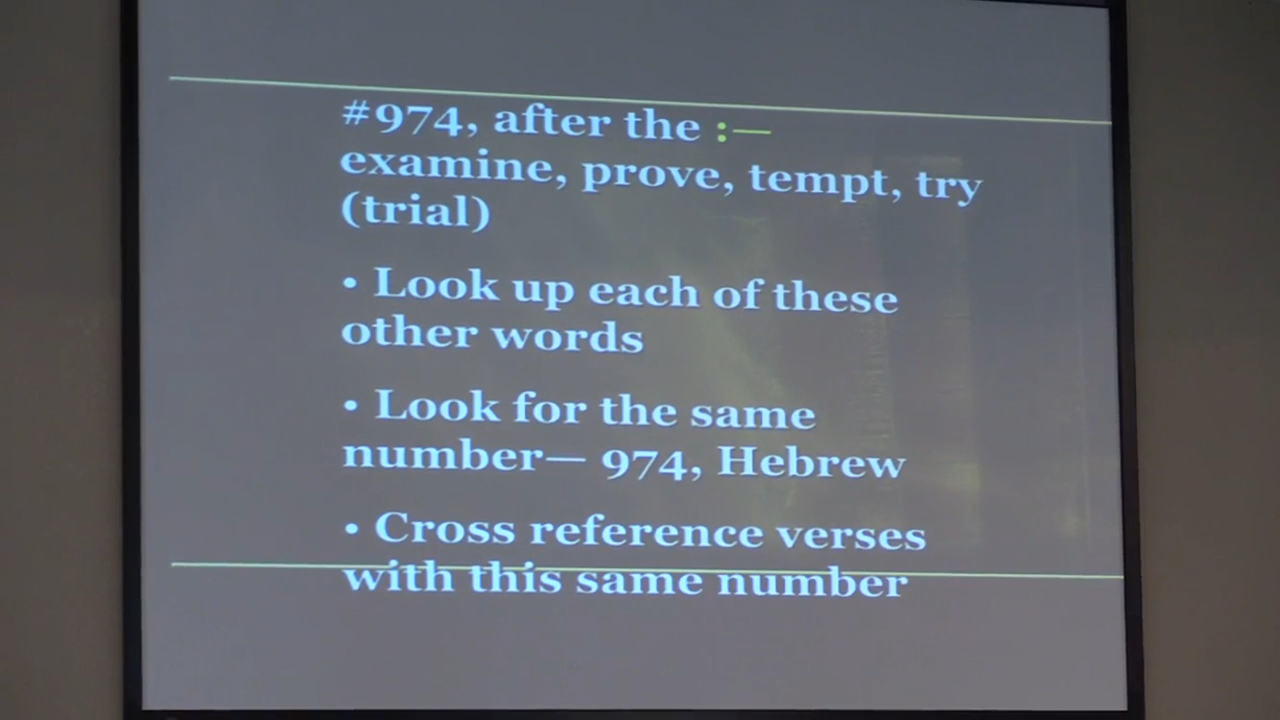 #974, after the :—
examine, prove, tempt, try
(trial)
• Look up each of these
other words
• Look for the same
number— 974, Hebrew
• Cross reference verses
with this same number